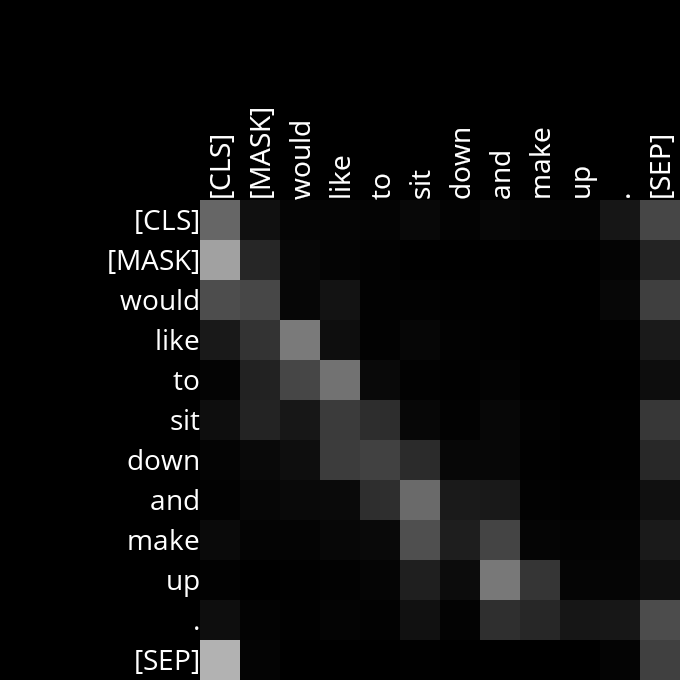 [CLS] [MASK] would like to sit down and make up . [SEP]
[CLS]
[MASK]
would
like
to
sit
down
and
make
up
.
[SEP]